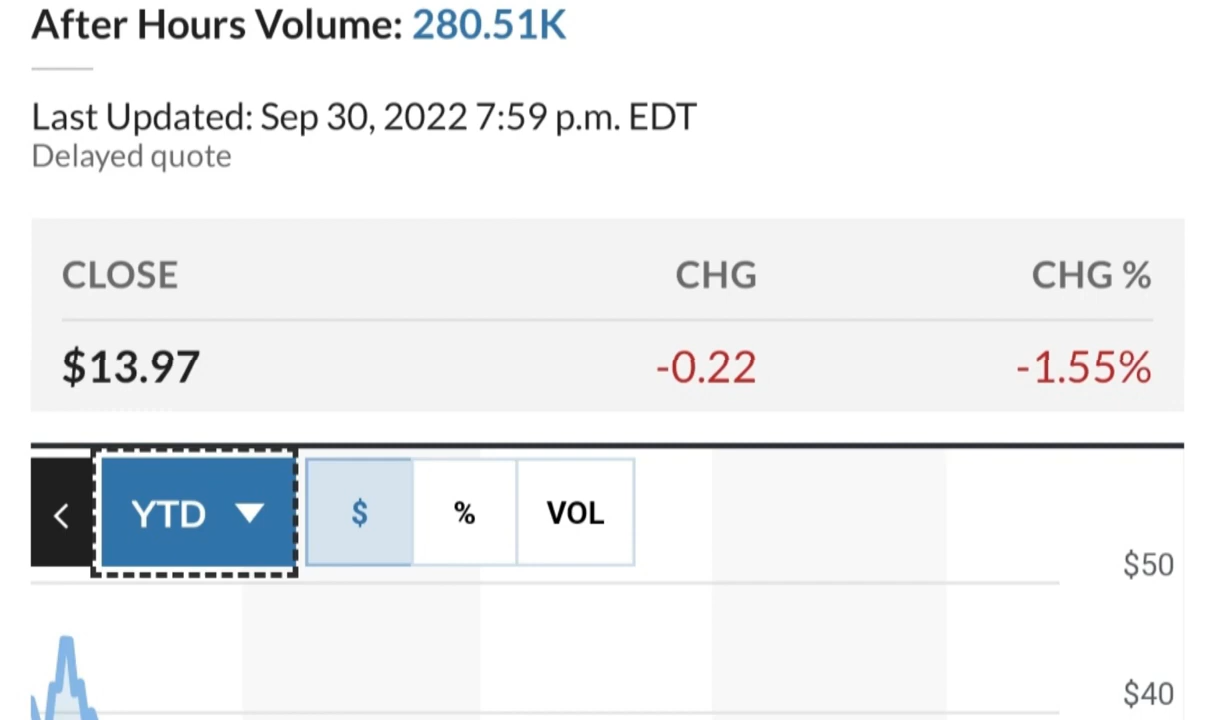 After Hours Volume: 280.51K
Last Updated: Sep 30, 2022 7:59 p.m. EDT
Delayed quote
CLOSE CHG CHG %
$13.97 -0.22 -1.55%
< YTD ▼ $ % VOL
$50
$40